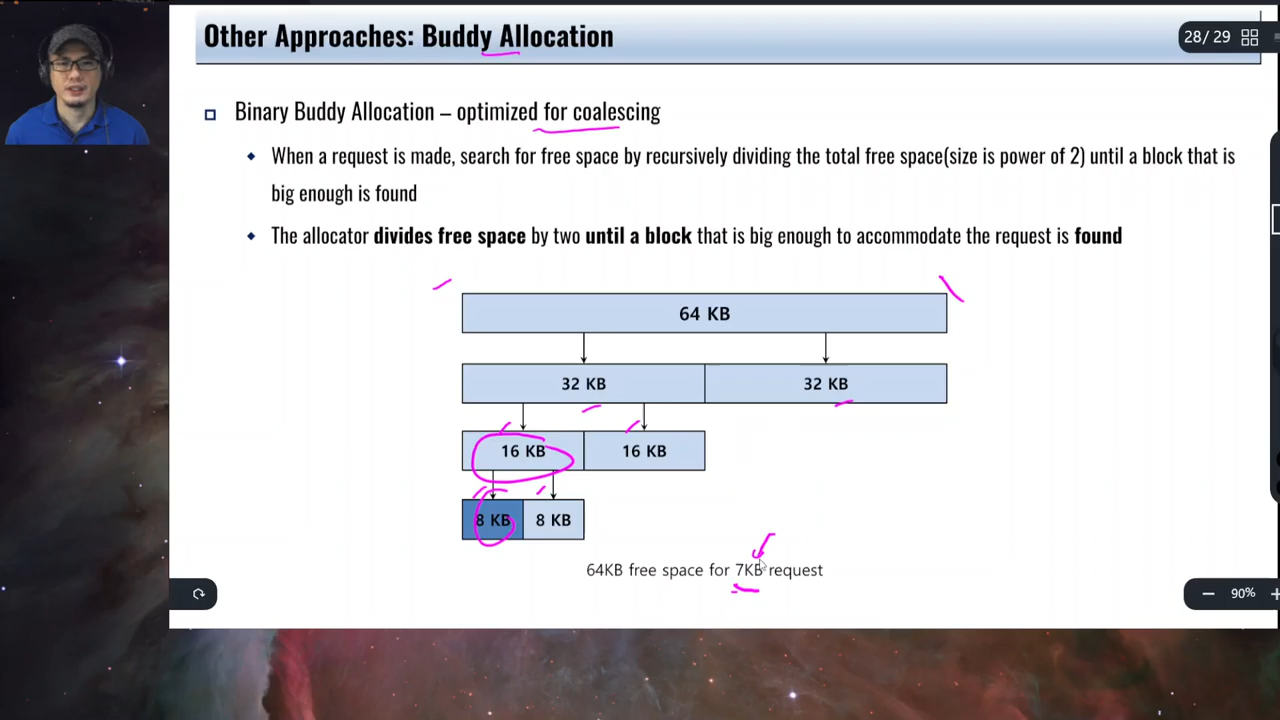 Other Approaches: Buddy Allocation
28/ 29
Binary Buddy Allocation – optimized for coalescing
When a request is made, search for free space by recursively dividing the total free space(size is power of 2) until a block that is
big enough is found
The allocator divides free space by two until a block that is big enough to accommodate the request is found
64 KB
32 KB 32 KB
16 KB 16 KB
8 KB 8 KB
64KB free space for 7KB request
90%